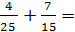 4/25 + 7/15 =